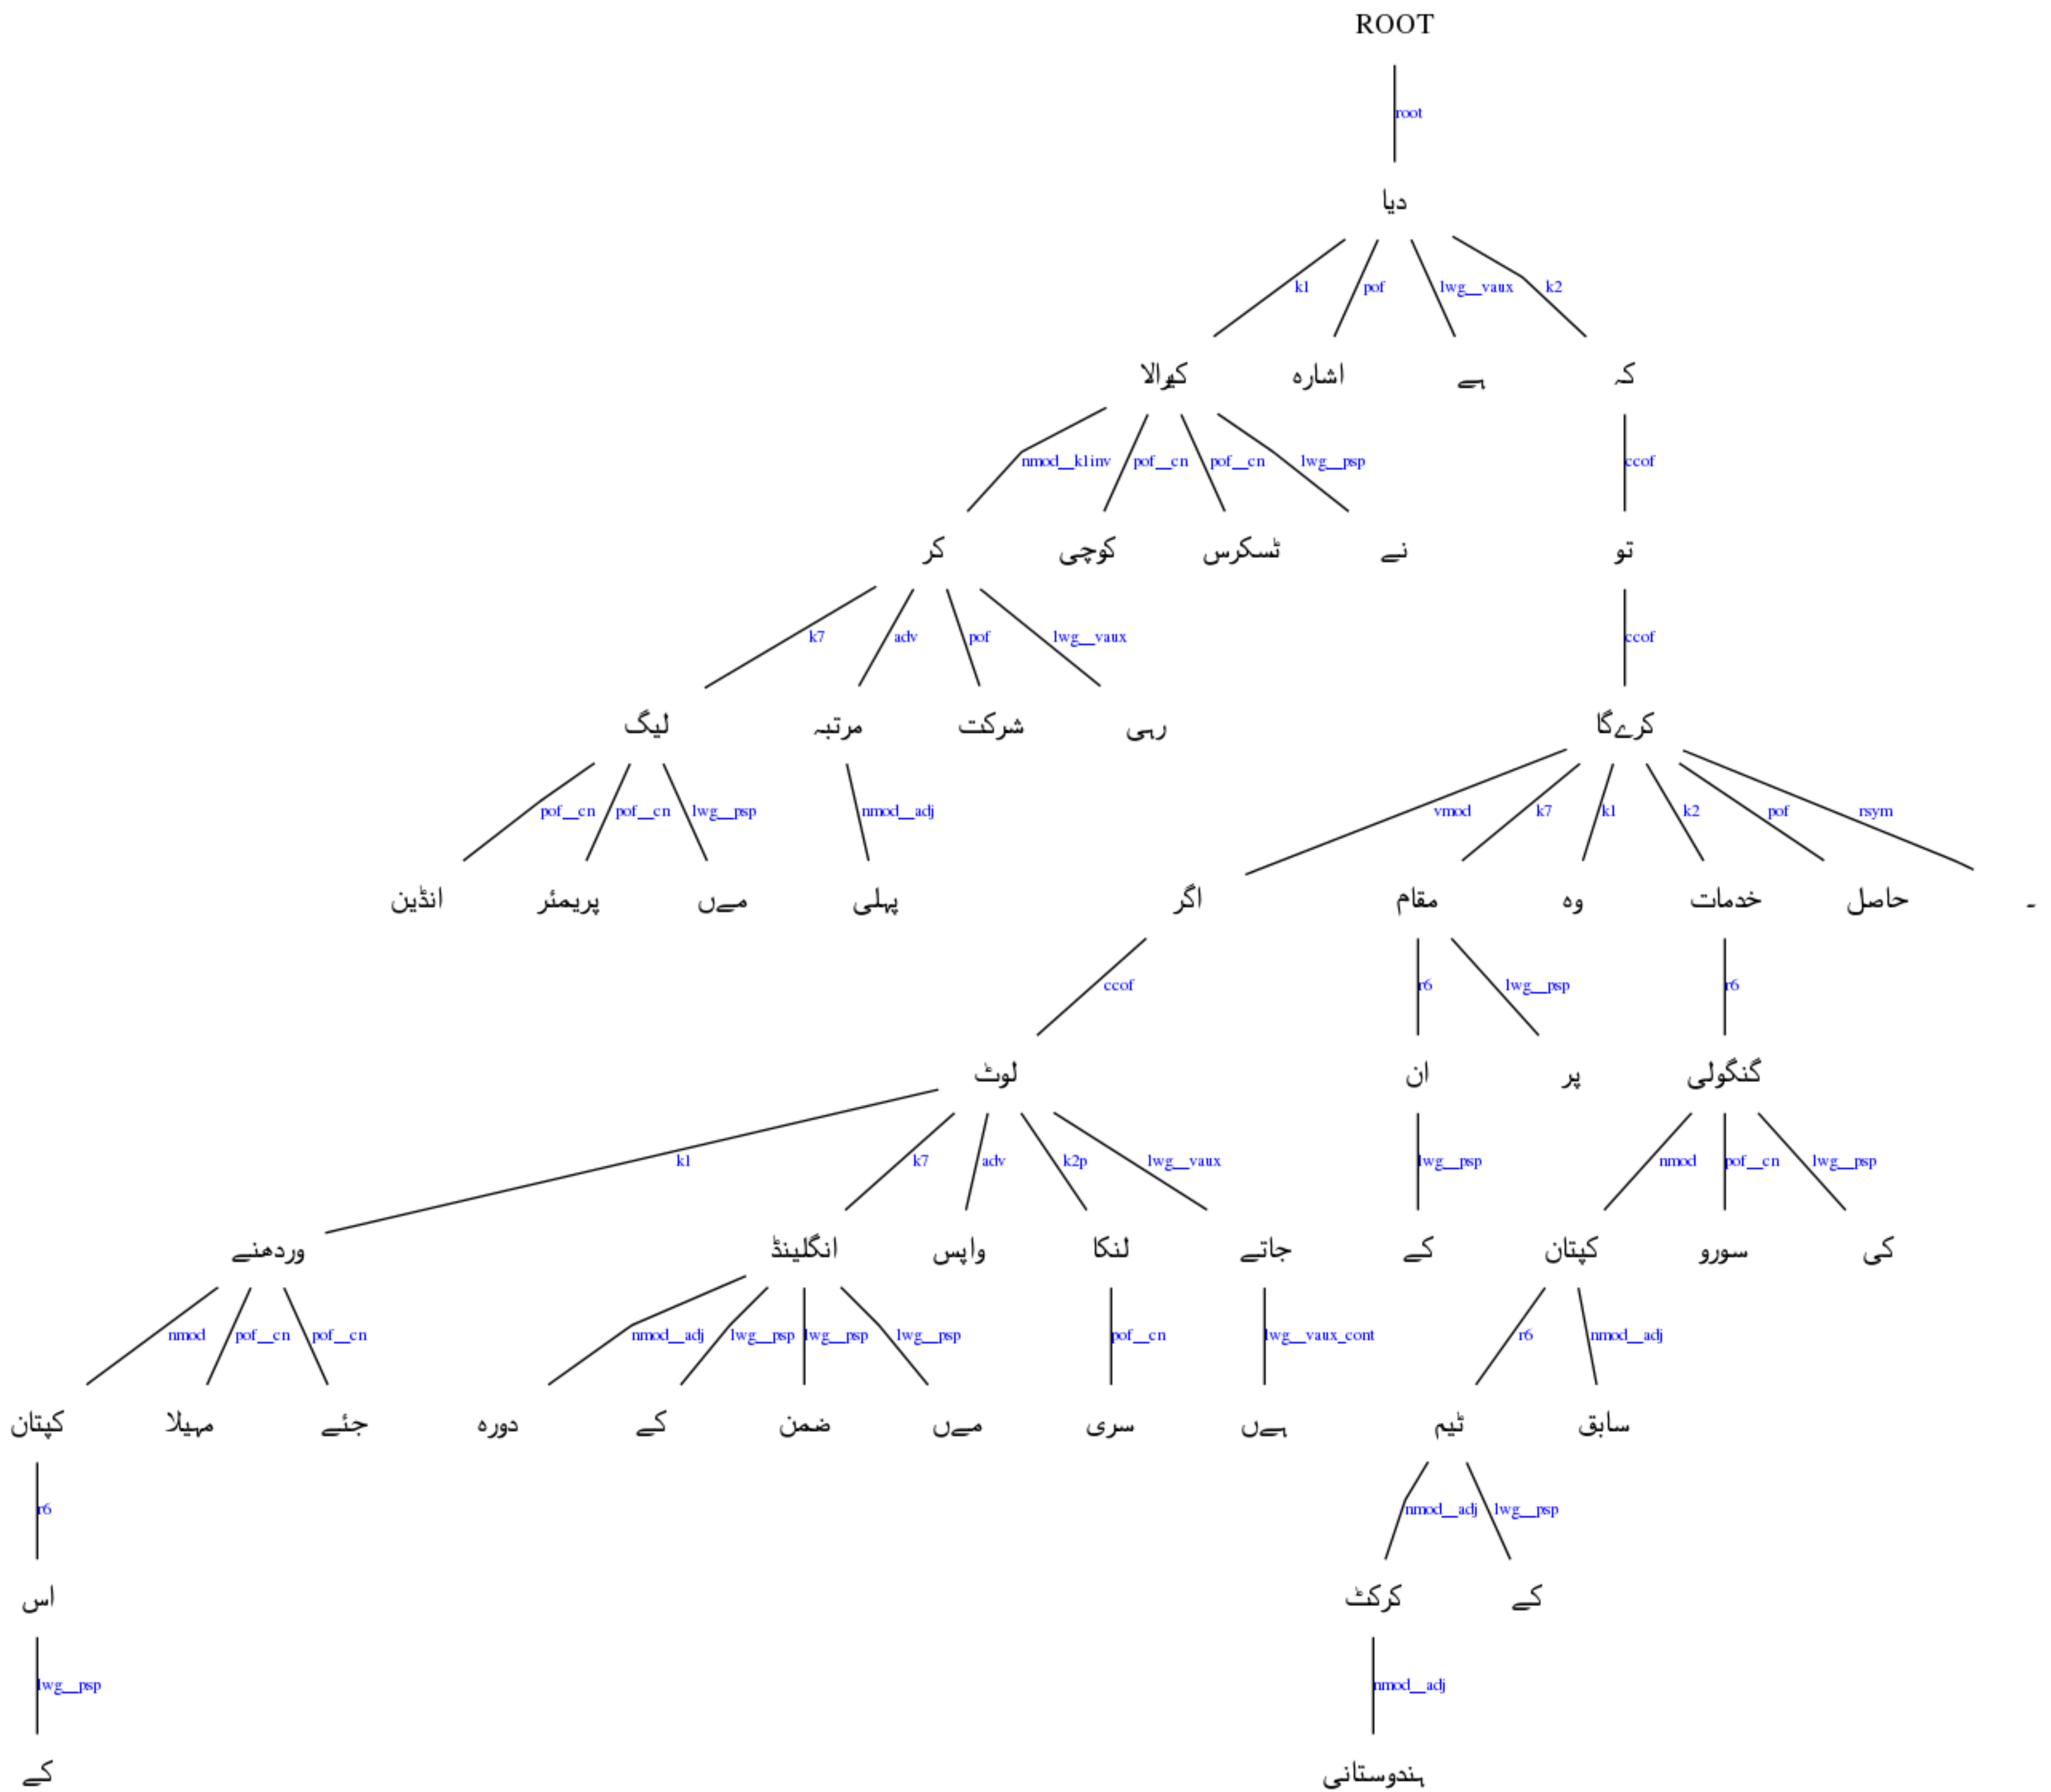 ROOT
root
دیا
k1 pof lwg__vaux k2
کیرالا اشارہ ہے کہ
nmod__k1inv pof__cn pof__cn lwg__psp ccof
کر کوچی ٹسکرس نے تو
k7 adv pof lwg__vaux ccof
لیگ مرتبہ شرکت رہی کرےگا
pof__cn pof__cn lwg__psp nmod__adj vmod k7 k1 k2 pof rsym
انڈین پریمئر مےں پہلی اگر مقام وہ خدمات حاصل ۔
ccof r6 lwg__psp r6
لوٹ ان پر گنگولی
k1 k7 adv k2p lwg__vaux lwg__psp nmod pof__cn lwg__psp
وردھنے انگلینڈ واپس لنکا جاتے کے کپتان سورو کی
nmod pof__cn pof__cn nmod__adj lwg__psp lwg__psp lwg__psp pof__cn lwg__vaux_cont r6 nmod__adj
کپتان مہیلا جئے دورہ کے ضمن مےں سری ہےں ٹیم سابق
r6 nmod__adj lwg__psp
اس کرکٹ کے
lwg__psp nmod__adj
کے ہندوستانی